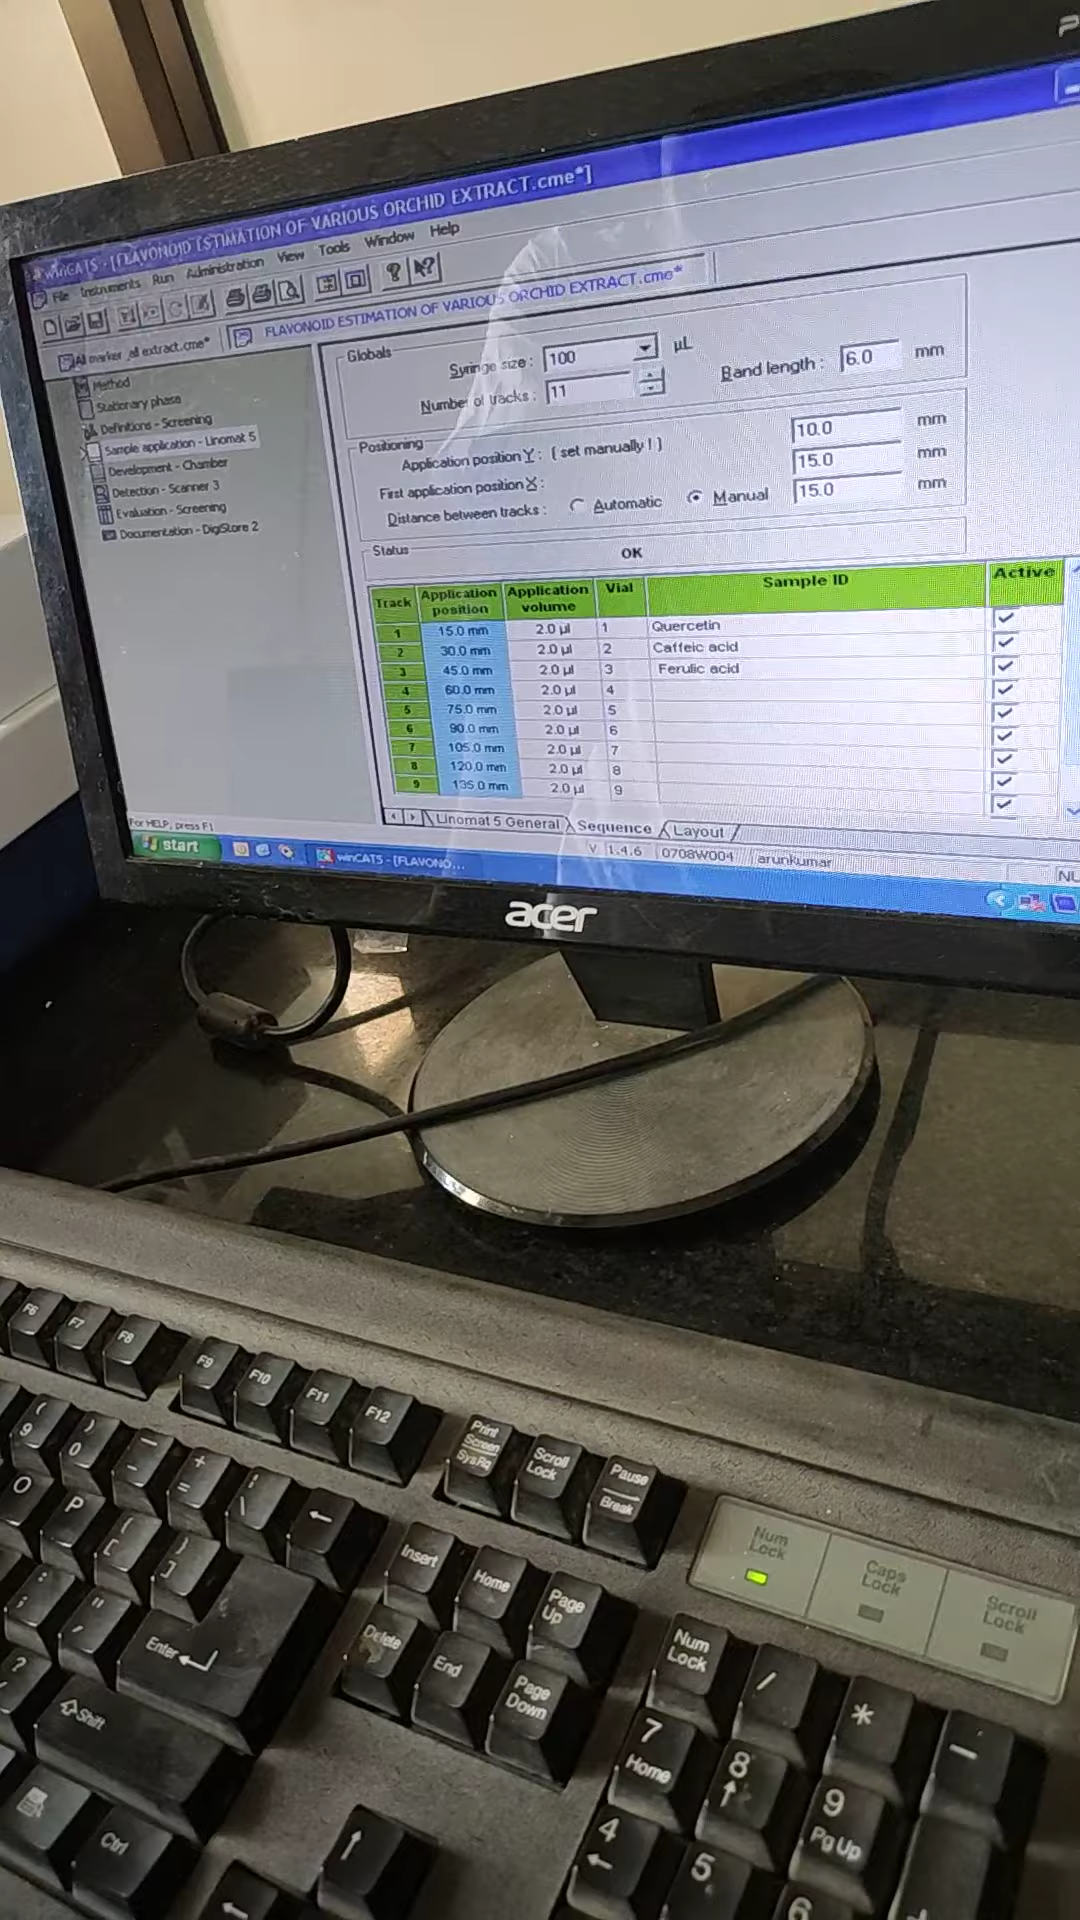 winCATS - [FLAVONOID ESTIMATION OF VARIOUS ORCHID EXTRACT.cme*]
File Instruments Run Administration View Tools Window Help
All marker all extract.cme*
FLAVONOID ESTIMATION OF VARIOUS ORCHID EXTRACT.cme*
Method
Stationary phase
Definitions - Screening
Sample application - Linomat 5
Development - Chamber
Detection - Scanner 3
Evaluation - Screening
Documentation - DigiStore 2
Globals
Syringe size : 100 µL
Number of tracks : 11
Band length : 6.0 mm
Positioning
Application position Y : ( set manually ! ) 10.0 mm
First application position X : 15.0 mm
Distance between tracks : Automatic Manual 15.0 mm
Status
OK
Track Application position Application volume Vial Sample ID Active
1 15.0 mm 2.0 µl 1 Quercetin
2 30.0 mm 2.0 µl 2 Caffeic acid
3 45.0 mm 2.0 µl 3 Ferulic acid
4 60.0 mm 2.0 µl 4
5 75.0 mm 2.0 µl 5
6 90.0 mm 2.0 µl 6
7 105.0 mm 2.0 µl 7
8 120.0 mm 2.0 µl 8
9 135.0 mm 2.0 µl 9
Linomat 5 General Sequence Layout
For HELP, press F1
V 1.4.6 0708W004 arunkumar
NU
start
winCATS - [FLAVONO...
acer
F6 F7 F8 F9 F10 F11 F12
Print Screen SysRq
Scroll Lock
Pause Break
Num Lock
Caps Lock
Scroll Lock
( 9
) 0
_ -
+ =
| \
O P
{ [
} ]
Insert Home Page Up
: ;
" '
Enter
Delete End Page Down
Num Lock / * -
?
Shift
7 Home
8
9 Pg Up
Ctrl
4
5
6
+